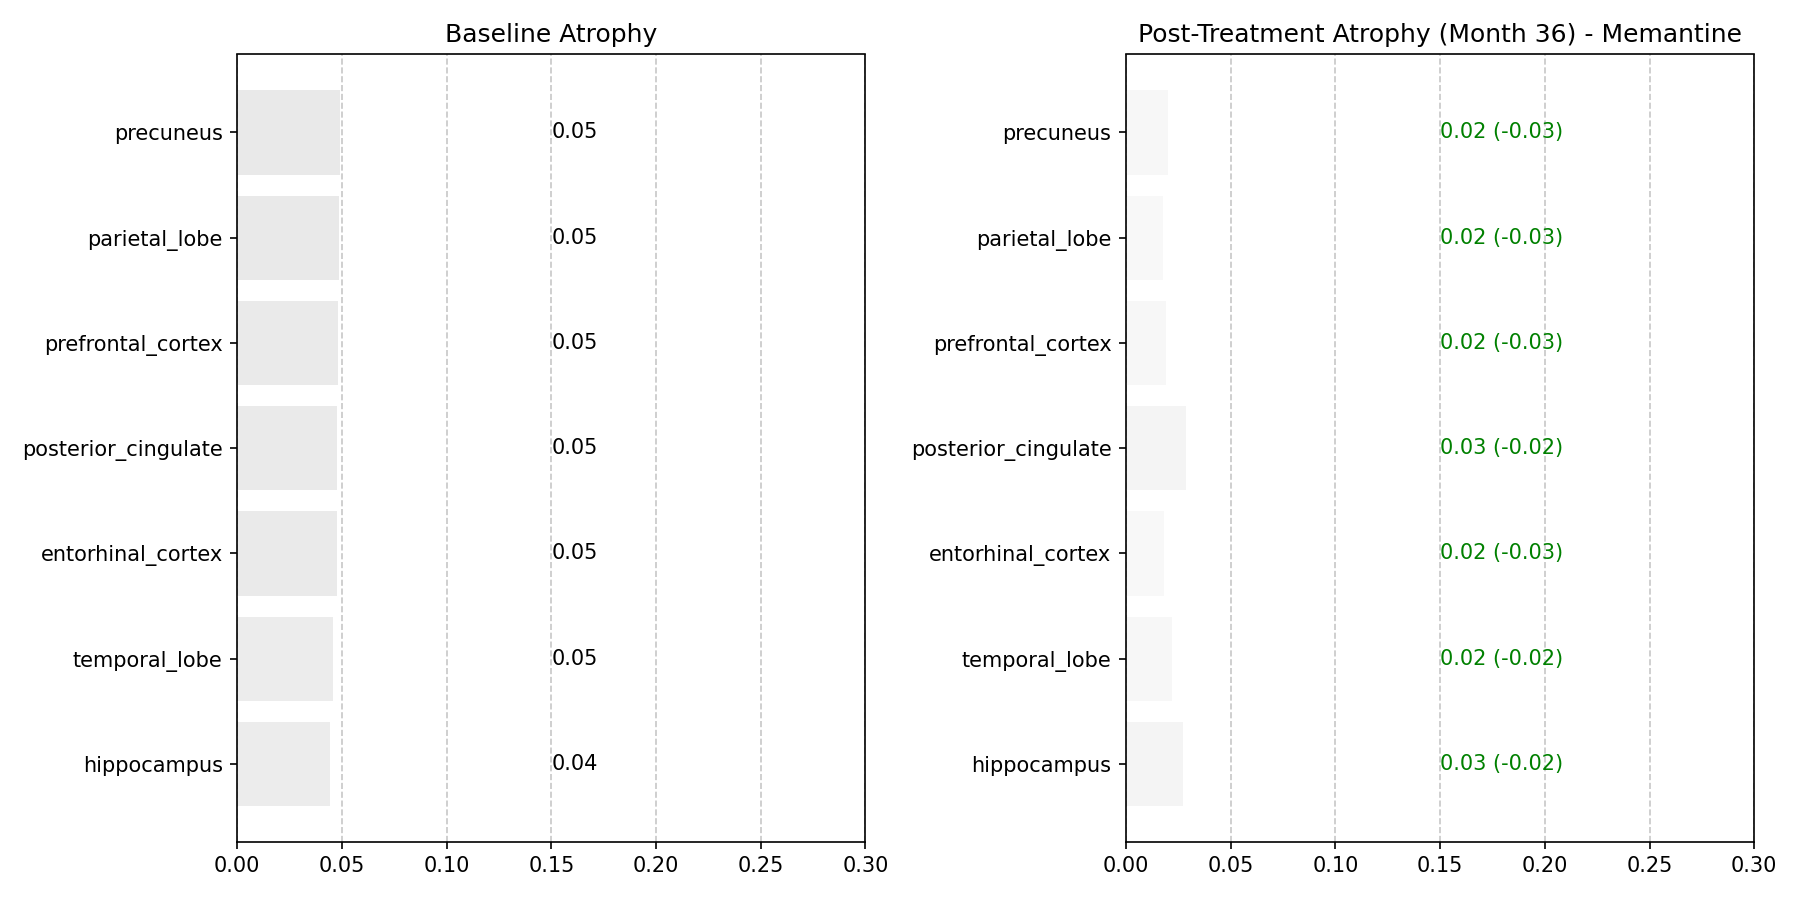 Baseline Atrophy
precuneus 0.05
parietal_lobe 0.05
prefrontal_cortex 0.05
posterior_cingulate 0.05
entorhinal_cortex 0.05
temporal_lobe 0.05
hippocampus 0.04
0.00 0.05 0.10 0.15 0.20 0.25 0.30
Post-Treatment Atrophy (Month 36) - Memantine
precuneus 0.02 (-0.03)
parietal_lobe 0.02 (-0.03)
prefrontal_cortex 0.02 (-0.03)
posterior_cingulate 0.03 (-0.02)
entorhinal_cortex 0.02 (-0.03)
temporal_lobe 0.02 (-0.02)
hippocampus 0.03 (-0.02)
0.00 0.05 0.10 0.15 0.20 0.25 0.30